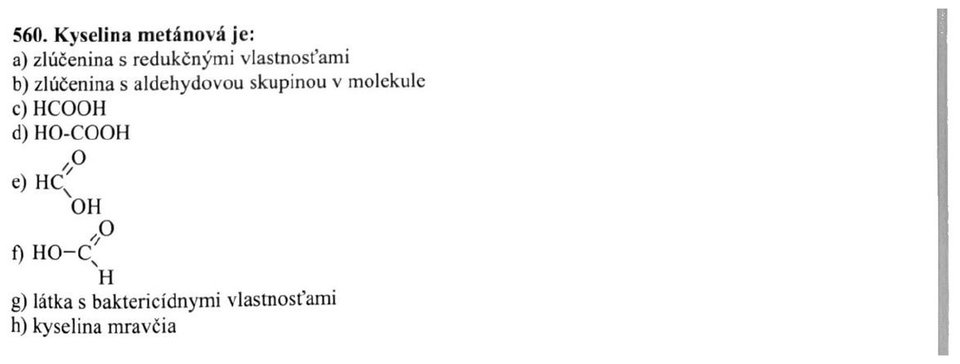 560. Kyselina metánová je:
a) zlúčenina s redukčnými vlastnosťami
b) zlúčenina s aldehydovou skupinou v molekule
c) HCOOH
d) HO-COOH
O
e) HC
OH
O
f) HO–C
H
g) látka s baktericídnymi vlastnosťami
h) kyselina mravčia